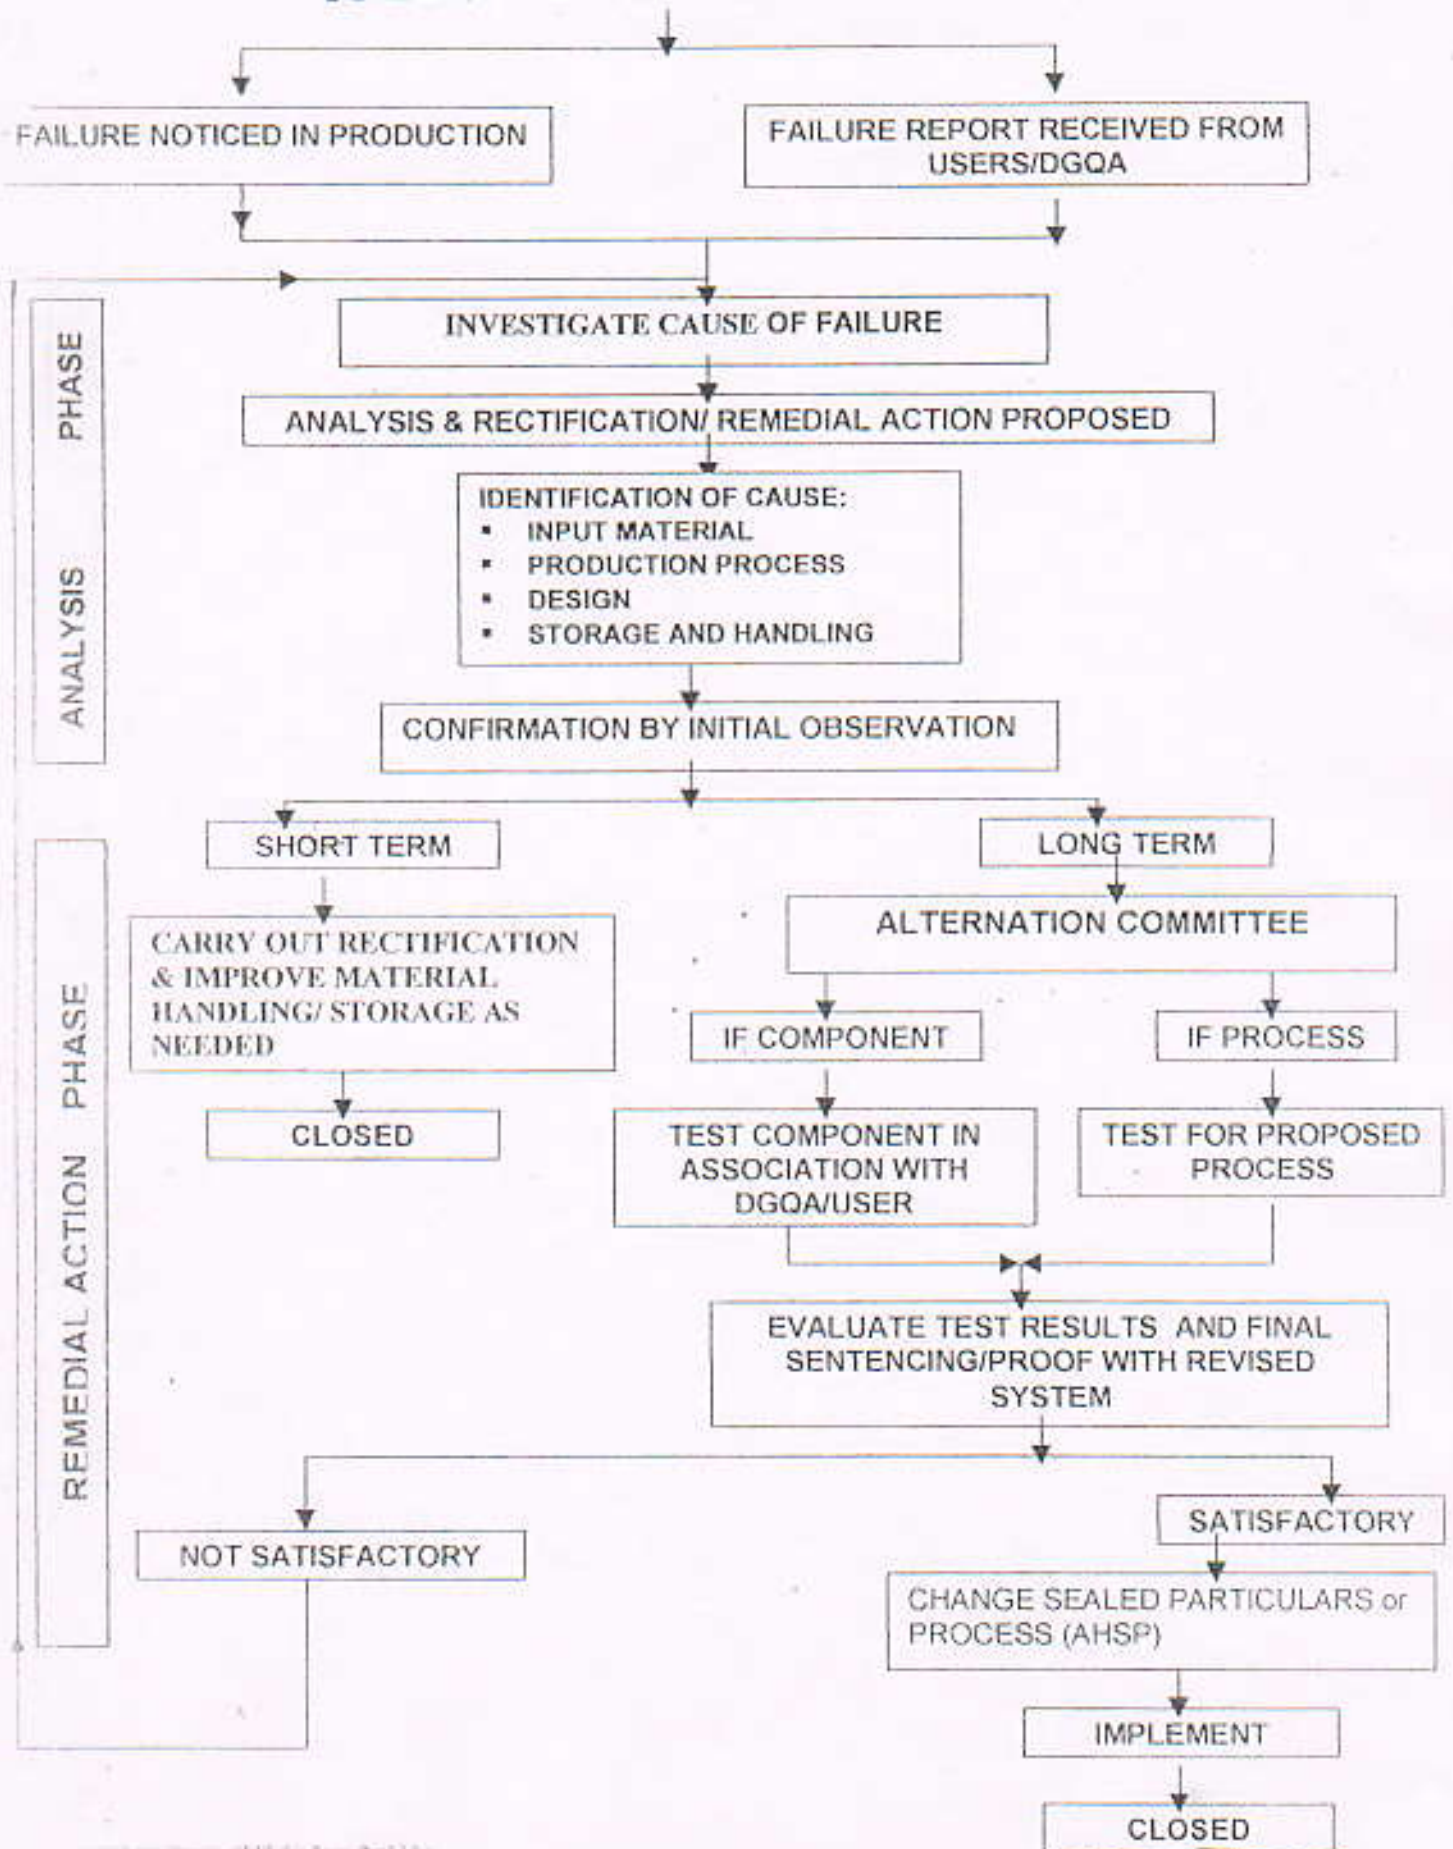 FAILURE NOTICED IN PRODUCTION
FAILURE REPORT RECEIVED FROM
USERS/DGQA
INVESTIGATE CAUSE OF FAILURE
ANALYSIS & RECTIFICATION/ REMEDIAL ACTION PROPOSED
IDENTIFICATION OF CAUSE:
▪ INPUT MATERIAL
▪ PRODUCTION PROCESS
▪ DESIGN
▪ STORAGE AND HANDLING
CONFIRMATION BY INITIAL OBSERVATION
ANALYSIS PHASE
SHORT TERM
LONG TERM
CARRY OUT RECTIFICATION
& IMPROVE MATERIAL
HANDLING/ STORAGE AS
NEEDED
CLOSED
ALTERNATION COMMITTEE
IF COMPONENT
IF PROCESS
TEST COMPONENT IN
ASSOCIATION WITH
DGQA/USER
TEST FOR PROPOSED
PROCESS
EVALUATE TEST RESULTS AND FINAL
SENTENCING/PROOF WITH REVISED
SYSTEM
REMEDIAL ACTION PHASE
NOT SATISFACTORY
SATISFACTORY
CHANGE SEALED PARTICULARS or
PROCESS (AHSP)
IMPLEMENT
CLOSED